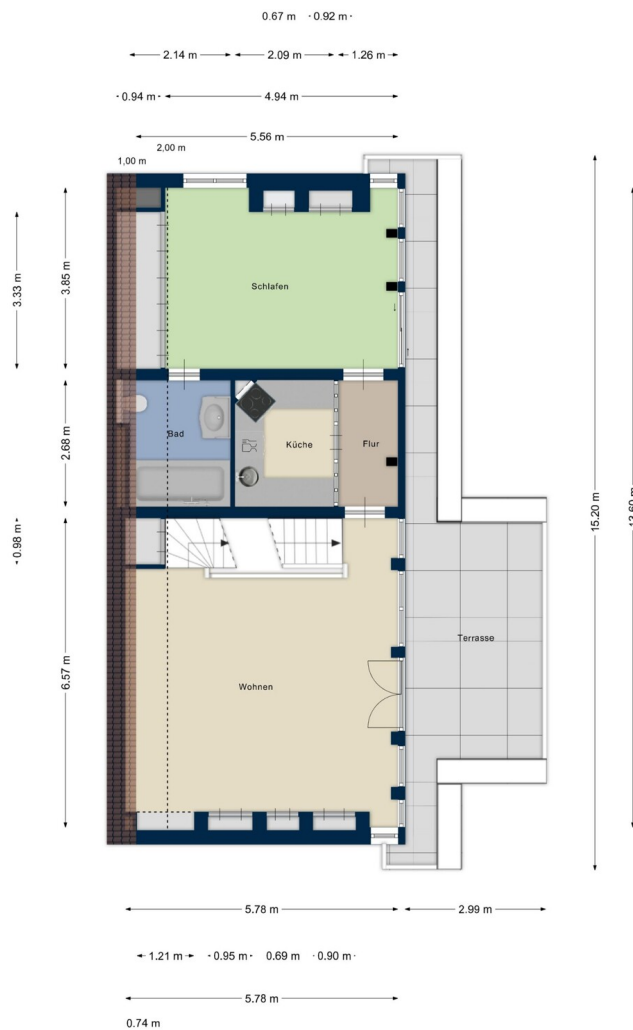 0.67 m 0.92 m
2.14 m 2.09 m 1.26 m
0.94 m 4.94 m
5.56 m
2,00 m
1,00 m
3.33 m
3.85 m
Schlafen
2.68 m
Bad
Küche
Flur
15.20 m
13.60 m
0.98 m
6.57 m
Terrasse
Wohnen
5.78 m 2.99 m
1.21 m 0.95 m 0.69 m 0.90 m
5.78 m
0.74 m